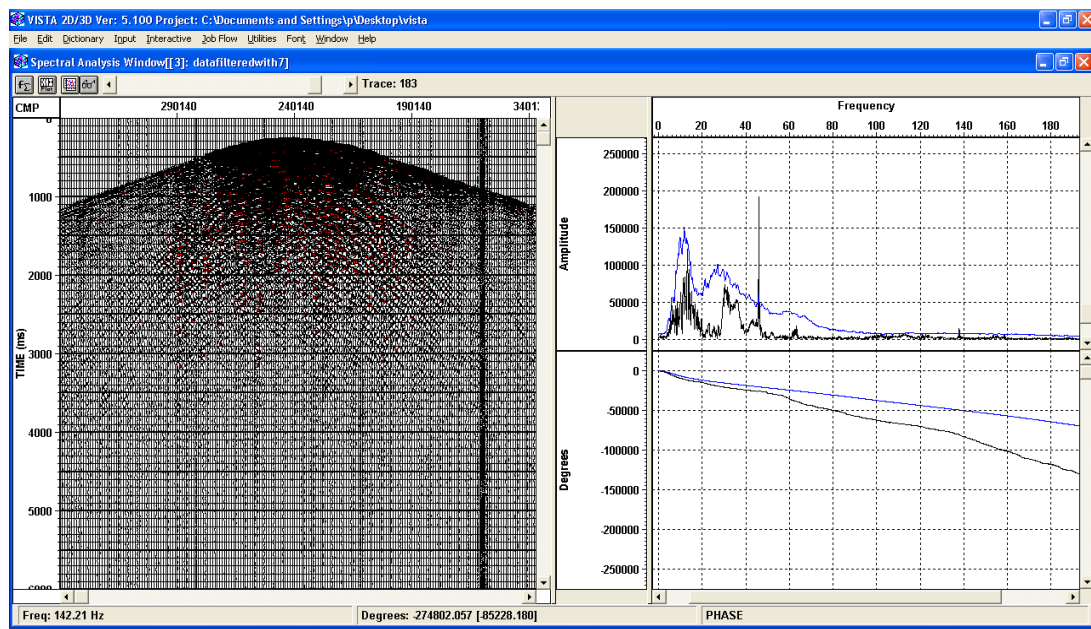 VISTA 2D/3D Ver: 5.100 Project: C:\Documents and Settings\p\Desktop\vista
File Edit Dictionary Input Interactive Job Flow Utilities Font Window Help
Spectral Analysis Window[[3]: datafilteredwith7]
Trace: 183
CMP 290140 240140 190140 3401
0
1000
2000
3000
4000
5000
6000
TIME (ms)
Frequency
0 20 40 60 80 100 120 140 160 180
Amplitude
250000
200000
150000
100000
50000
0
Degrees
0
-50000
-100000
-150000
-200000
-250000
Freq: 142.21 Hz Degrees: -274802.057 [-85228.180] PHASE